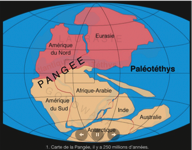 Eurasie
Amérique
du Nord
PANGÉE
Paléotéthys
Afrique-Arabie
Amérique
du Sud
Inde
Australie
Antarctique
1. Carte de la Pangée, il y a 250 millions d'années.